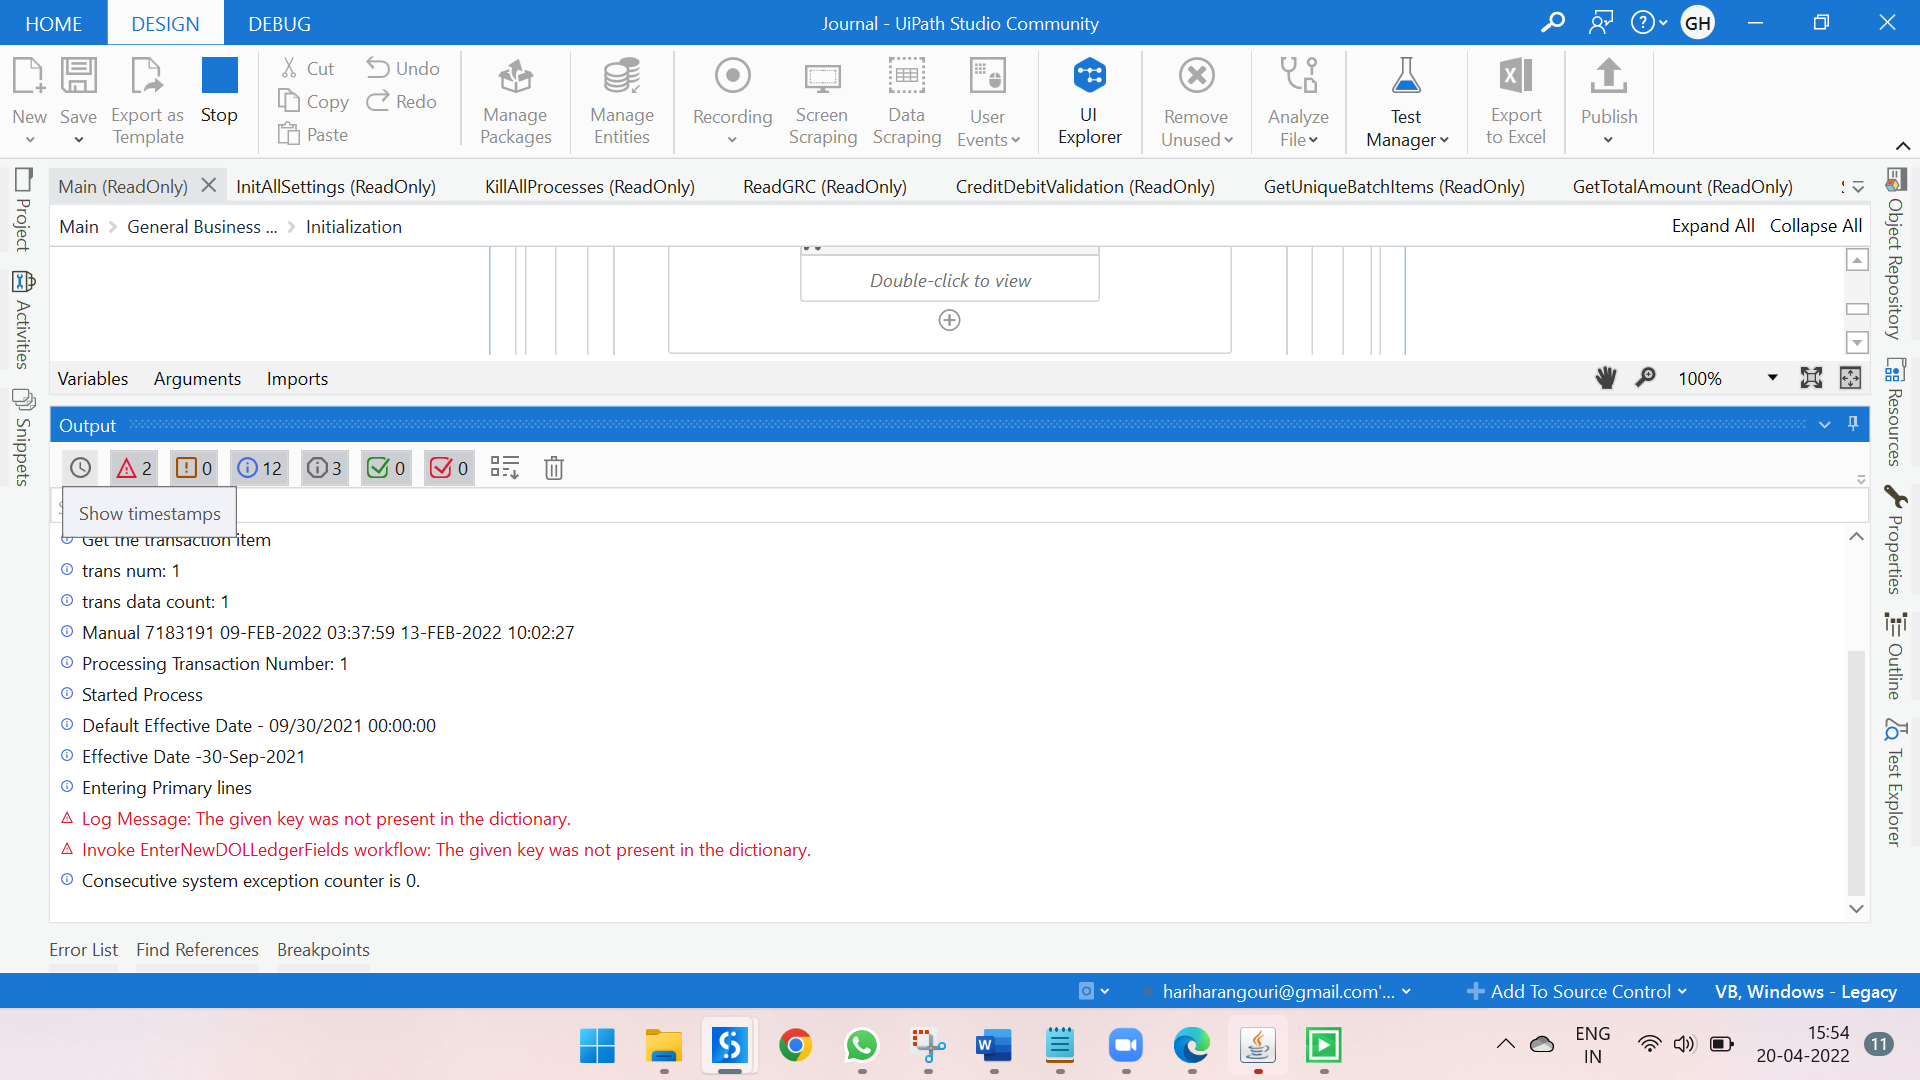 HOME DESIGN DEBUG
Journal - UiPath Studio Community
GH
New Save Export as Template Stop
Cut
Copy
Paste
Undo
Redo
Manage Packages
Manage Entities
Recording
Screen Scraping
Data Scraping
User Events
UI Explorer
Remove Unused
Analyze File
Test Manager
Export to Excel
Publish
Main (ReadOnly) InitAllSettings (ReadOnly) KillAllProcesses (ReadOnly) ReadGRC (ReadOnly) CreditDebitValidation (ReadOnly) GetUniqueBatchItems (ReadOnly) GetTotalAmount (ReadOnly)
Main General Business ... Initialization
Expand All Collapse All
Project
Activities
Snippets
Double-click to view
Variables Arguments Imports
100%
Output
2 0 12 3 0 0
Show timestamps
Get the transaction item
trans num: 1
trans data count: 1
Manual 7183191 09-FEB-2022 03:37:59 13-FEB-2022 10:02:27
Processing Transaction Number: 1
Started Process
Default Effective Date - 09/30/2021 00:00:00
Effective Date -30-Sep-2021
Entering Primary lines
Log Message: The given key was not present in the dictionary.
Invoke EnterNewDOLLedgerFields workflow: The given key was not present in the dictionary.
Consecutive system exception counter is 0.
Object Repository
Resources
Properties
Outline
Test Explorer
Error List Find References Breakpoints
hariharangouri@gmail.com'... Add To Source Control VB, Windows - Legacy
ENG
IN
15:54
20-04-2022
11